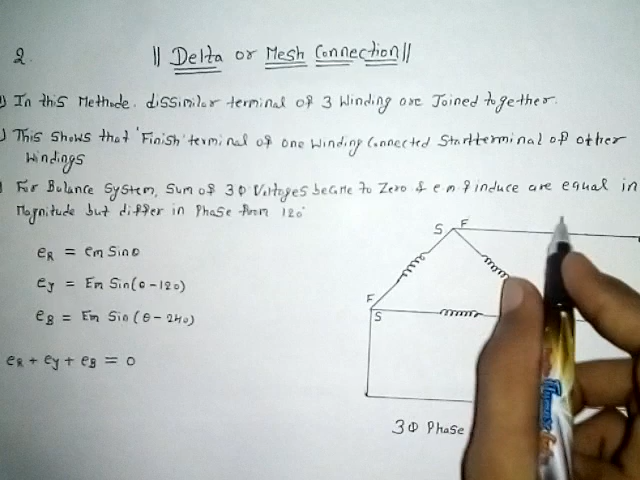 2.
|| Delta or Mesh Connection ||
) In this Methode. dissimilar terminal of 3 Winding are Joined together.
) This Shows that 'Finish' terminal of one Winding Connected Startterminal of other
Windings
For Balance System, Sum of 3Φ Voltages became to Zero & emf induce are equal in
Magnitude but differ in Phase from 120°
eR = em Sinθ
ey = Em Sin(θ-120)
eB = Em Sin(θ-240)
eR + ey + eB = 0
S F
F
S
3Φ Phase